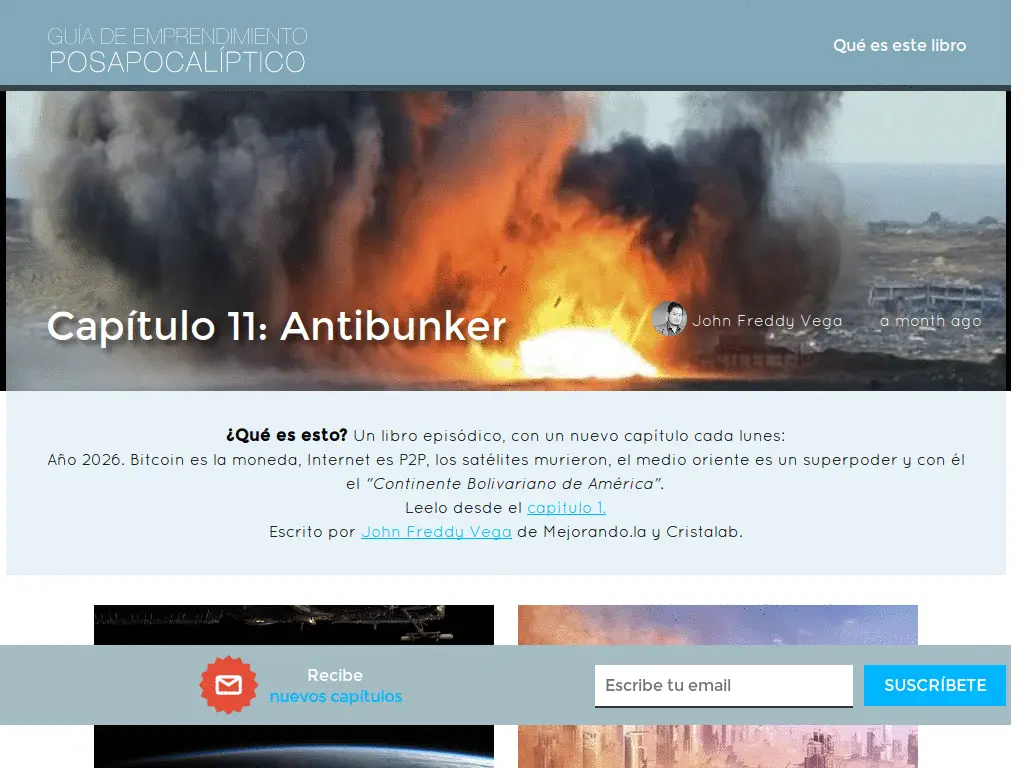 GUÍA DE EMPRENDIMIENTO
POSAPOCALÍPTICO
Qué es este libro
Capítulo 11: Antibunker
John Freddy Vega
a month ago
¿Qué es esto? Un libro episódico, con un nuevo capítulo cada lunes:
Año 2026. Bitcoin es la moneda, Internet es P2P, los satélites murieron, el medio oriente es un superpoder y con él
el "Continente Bolivariano de América".
Leelo desde el capítulo 1.
Escrito por John Freddy Vega de Mejorando.la y Cristalab.
Recibe
nuevos capítulos
Escribe tu email
SUSCRÍBETE